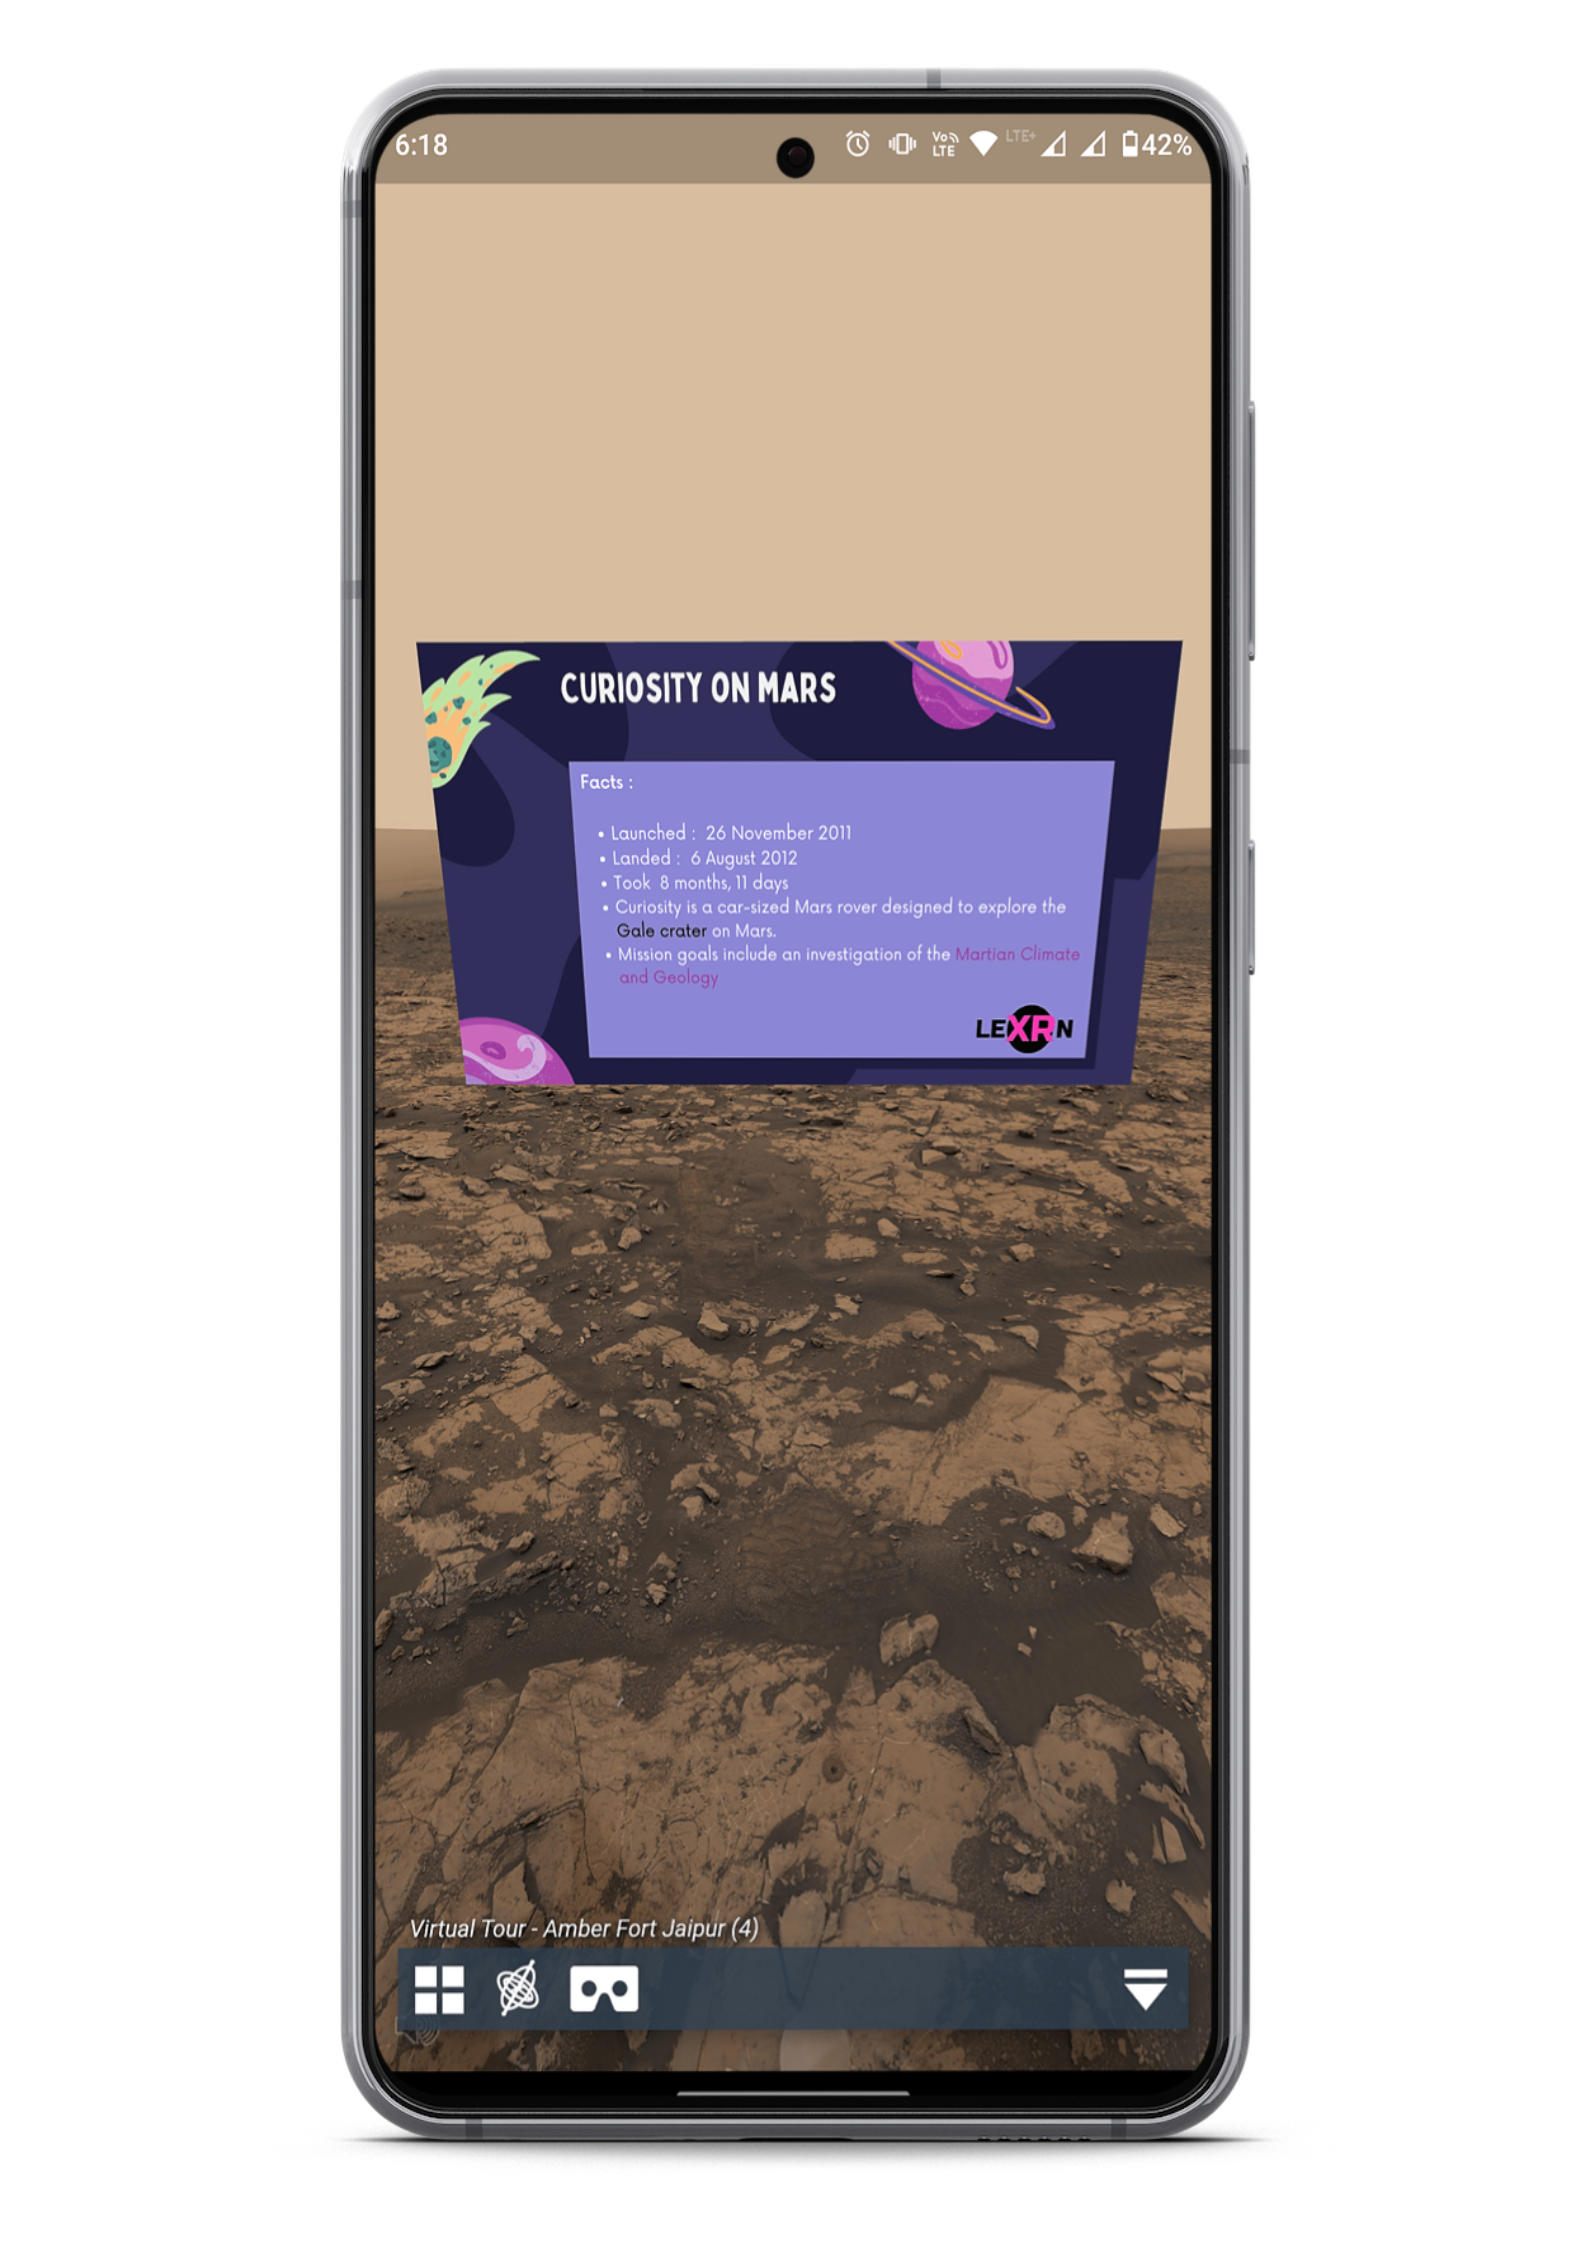 6:18
Vo
LTE
LTE+
42%
CURIOSITY ON MARS
Facts :
• Launched : 26 November 2011
• Landed : 6 August 2012
• Took 8 months, 11 days
• Curiosity is a car-sized Mars rover designed to explore the
Gale crater on Mars.
• Mission goals include an investigation of the Martian Climate
and Geology
LEXRN
Virtual Tour - Amber Fort Jaipur (4)